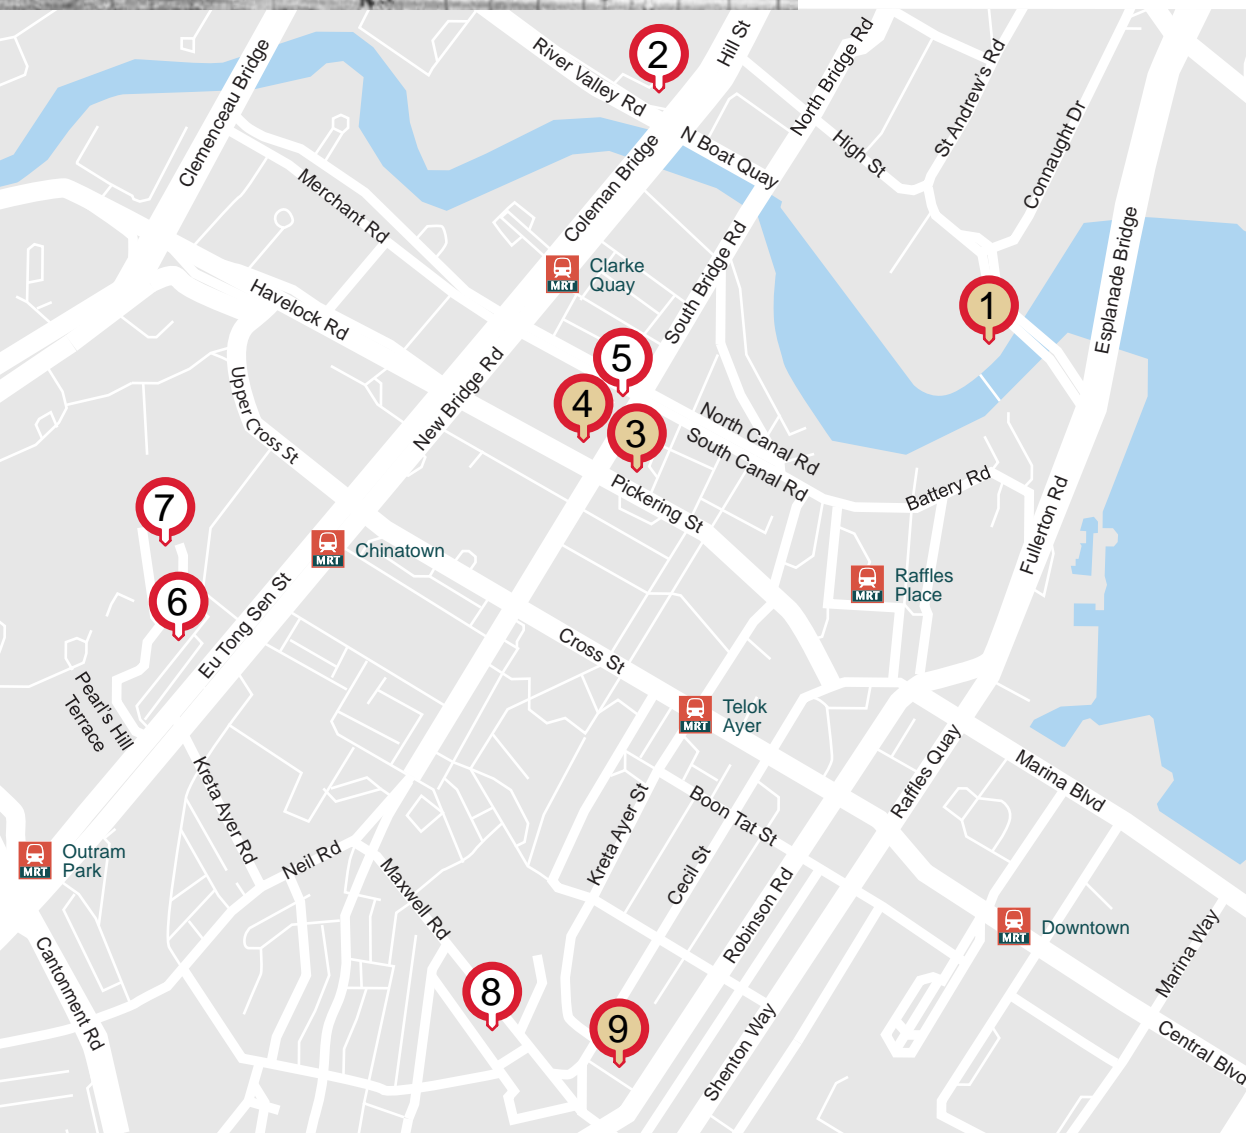 2
Hill St
North Bridge Rd
River Valley Rd
St Andrew's Rd
Clemenceau Bridge
N Boat Quay
High St
Connaught Dr
Merchant Rd
Coleman Bridge
Esplanade Bridge
MRT
Clarke
Quay
South Bridge Rd
1
Havelock Rd
5
New Bridge Rd
Upper Cross St
4
3
North Canal Rd
South Canal Rd
Pickering St
Battery Rd
7
MRT
Chinatown
Fullerton Rd
MRT
Raffles
Place
6
Eu Tong Sen St
Cross St
Pearl's Hill
Terrace
MRT
Telok
Ayer
Raffles Quay
Marina Blvd
Kreta Ayer Rd
Boon Tat St
Kreta Ayer St
MRT
Outram
Park
Neil Rd
Maxwell Rd
Cecil St
Robinson Rd
MRT
Downtown
Marina Way
Cantonment Rd
8
9
Shenton Way
Central Blvd